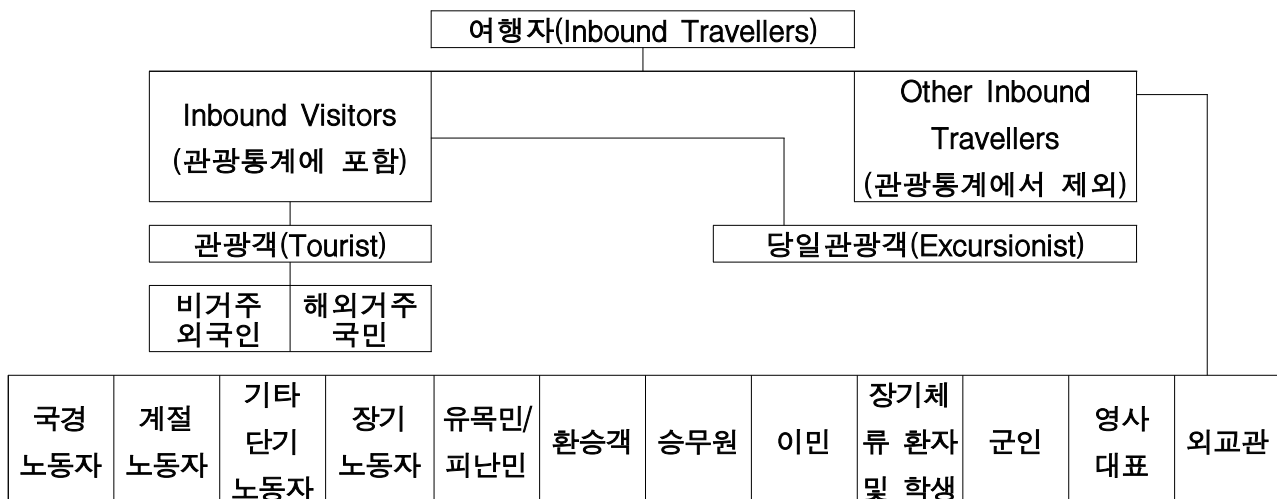 여행자(Inbound Travellers)
Inbound Visitors
(관광통계에 포함)
Other Inbound
Travellers
(관광통계에서 제외)
관광객(Tourist)
당일관광객(Excursionist)
비거주
외국인
해외거주
국민
국경
노동자
계절
노동자
기타
단기
노동자
장기
노동자
유목민/
피난민
환승객
승무원
이민
장기체
류 환자
및 학생
군인
영사
대표
외교관